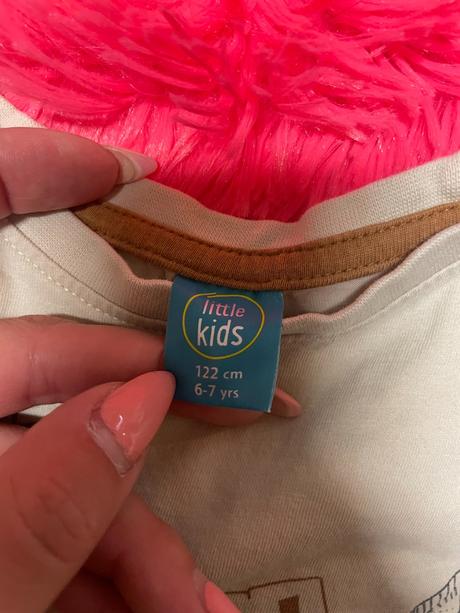 little
kids
122 cm
6-7 yrs